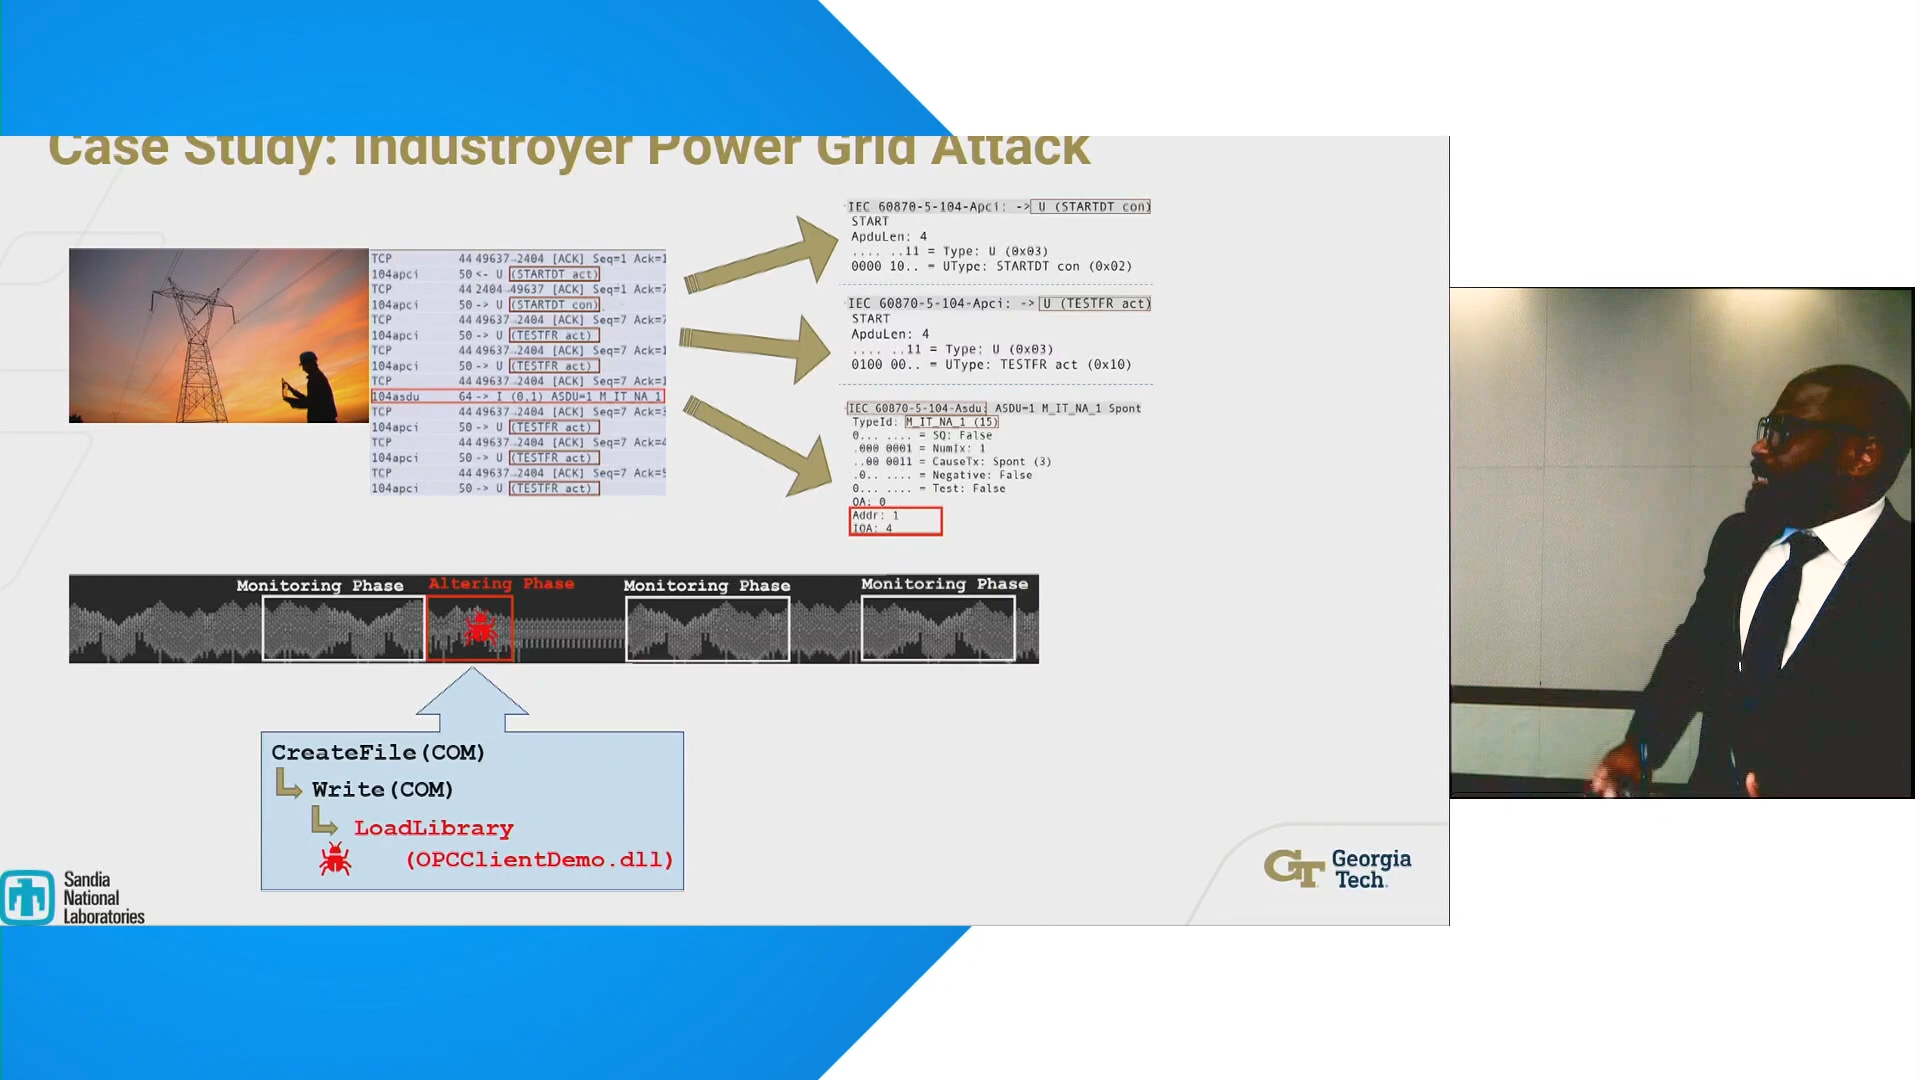 Case Study: Industroyer Power Grid Attack
TCP 44 49637→2404 [ACK] Seq=1 Ack=1
104apci 50 <- U (STARTDT act)
TCP 44 2404→49637 [ACK] Seq=1 Ack=7
104apci 50 -> U (STARTDT con)
TCP 44 49637→2404 [ACK] Seq=7 Ack=7
104apci 50 -> U (TESTFR act)
TCP 44 49637→2404 [ACK] Seq=7 Ack=1
104apci 50 -> U (TESTFR act)
TCP 44 49637→2404 [ACK] Seq=7 Ack=1
104asdu 64 -> I (0,1) ASDU=1 M_IT_NA_1
TCP 44 49637→2404 [ACK] Seq=7 Ack=3
104apci 50 -> U (TESTFR act)
TCP 44 49637→2404 [ACK] Seq=7 Ack=4
104apci 50 -> U (TESTFR act)
TCP 44 49637→2404 [ACK] Seq=7 Ack=5
104apci 50 -> U (TESTFR act)
IEC 60870-5-104-Apci: -> U (STARTDT con)
START
ApduLen: 4
.... ..11 = Type: U (0x03)
0000 10.. = UType: STARTDT con (0x02)
IEC 60870-5-104-Apci: -> U (TESTFR act)
START
ApduLen: 4
.... ..11 = Type: U (0x03)
0100 00.. = UType: TESTFR act (0x10)
IEC 60870-5-104-Asdu: ASDU=1 M_IT_NA_1 Spont
TypeId: M_IT_NA_1 (15)
0... .... = SQ: False
.000 0001 = NumIx: 1
..00 0011 = CauseTx: Spont (3)
.0.. .... = Negative: False
0... .... = Test: False
OA: 0
Addr: 1
IOA: 4
Monitoring Phase Altering Phase Monitoring Phase Monitoring Phase
CreateFile(COM)
Write(COM)
LoadLibrary
(OPCClientDemo.dll)
Sandia
National
Laboratories
GT Georgia
Tech